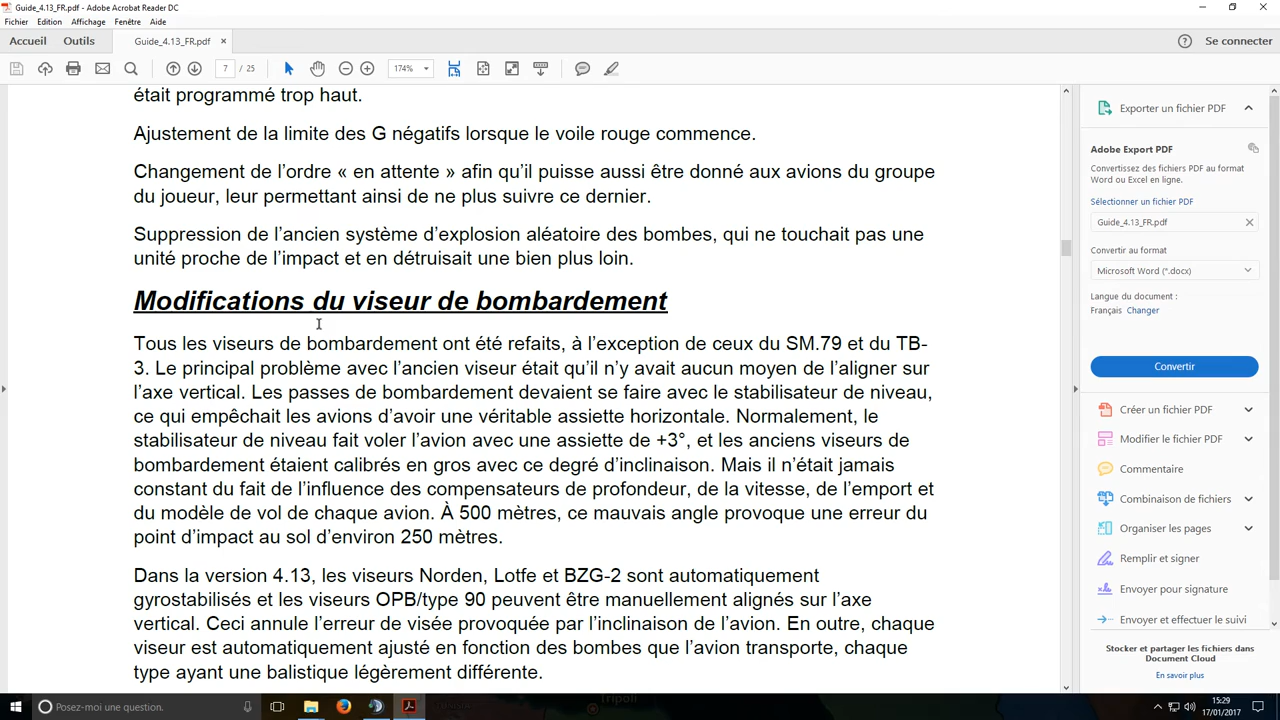 Guide_4.13_FR.pdf - Adobe Acrobat Reader DC
Fichier Edition Affichage Fenêtre Aide
Accueil Outils Guide_4.13_FR.pdf × Se connecter
7 / 25 174%
était programmé trop haut.
Ajustement de la limite des G négatifs lorsque le voile rouge commence.
Changement de l’ordre « en attente » afin qu’il puisse aussi être donné aux avions du groupe
du joueur, leur permettant ainsi de ne plus suivre ce dernier.
Suppression de l’ancien système d’explosion aléatoire des bombes, qui ne touchait pas une
unité proche de l’impact et en détruisait une bien plus loin.
Modifications du viseur de bombardement
Tous les viseurs de bombardement ont été refaits, à l’exception de ceux du SM.79 et du TB-
3. Le principal problème avec l’ancien viseur était qu’il n’y avait aucun moyen de l’aligner sur
l’axe vertical. Les passes de bombardement devaient se faire avec le stabilisateur de niveau,
ce qui empêchait les avions d’avoir une véritable assiette horizontale. Normalement, le
stabilisateur de niveau fait voler l’avion avec une assiette de +3°, et les anciens viseurs de
bombardement étaient calibrés en gros avec ce degré d’inclinaison. Mais il n’était jamais
constant du fait de l’influence des compensateurs de profondeur, de la vitesse, de l’emport et
du modèle de vol de chaque avion. À 500 mètres, ce mauvais angle provoque une erreur du
point d’impact au sol d’environ 250 mètres.
Dans la version 4.13, les viseurs Norden, Lotfe et BZG-2 sont automatiquement
gyrostabilisés et les viseurs OPB/type 90 peuvent être manuellement alignés sur l’axe
vertical. Ceci annule l’erreur de visée provoquée par l’inclinaison de l’avion. En outre, chaque
viseur est automatiquement ajusté en fonction des bombes que l’avion transporte, chaque
type ayant une balistique légèrement différente.
Exporter un fichier PDF
Adobe Export PDF
Convertissez des fichiers PDF au format
Word ou Excel en ligne.
Sélectionner un fichier PDF
Guide_4.13_FR.pdf
Convertir au format
Microsoft Word (*.docx)
Langue du document :
Français Changer
Convertir
Créer un fichier PDF
Modifier le fichier PDF
Commentaire
Combinaison de fichiers
Organiser les pages
Remplir et signer
Envoyer pour signature
Envoyer et effectuer le suivi
Stocker et partager les fichiers dans
Document Cloud
En savoir plus
Posez-moi une question.
Tripoli
15:29
17/01/2017